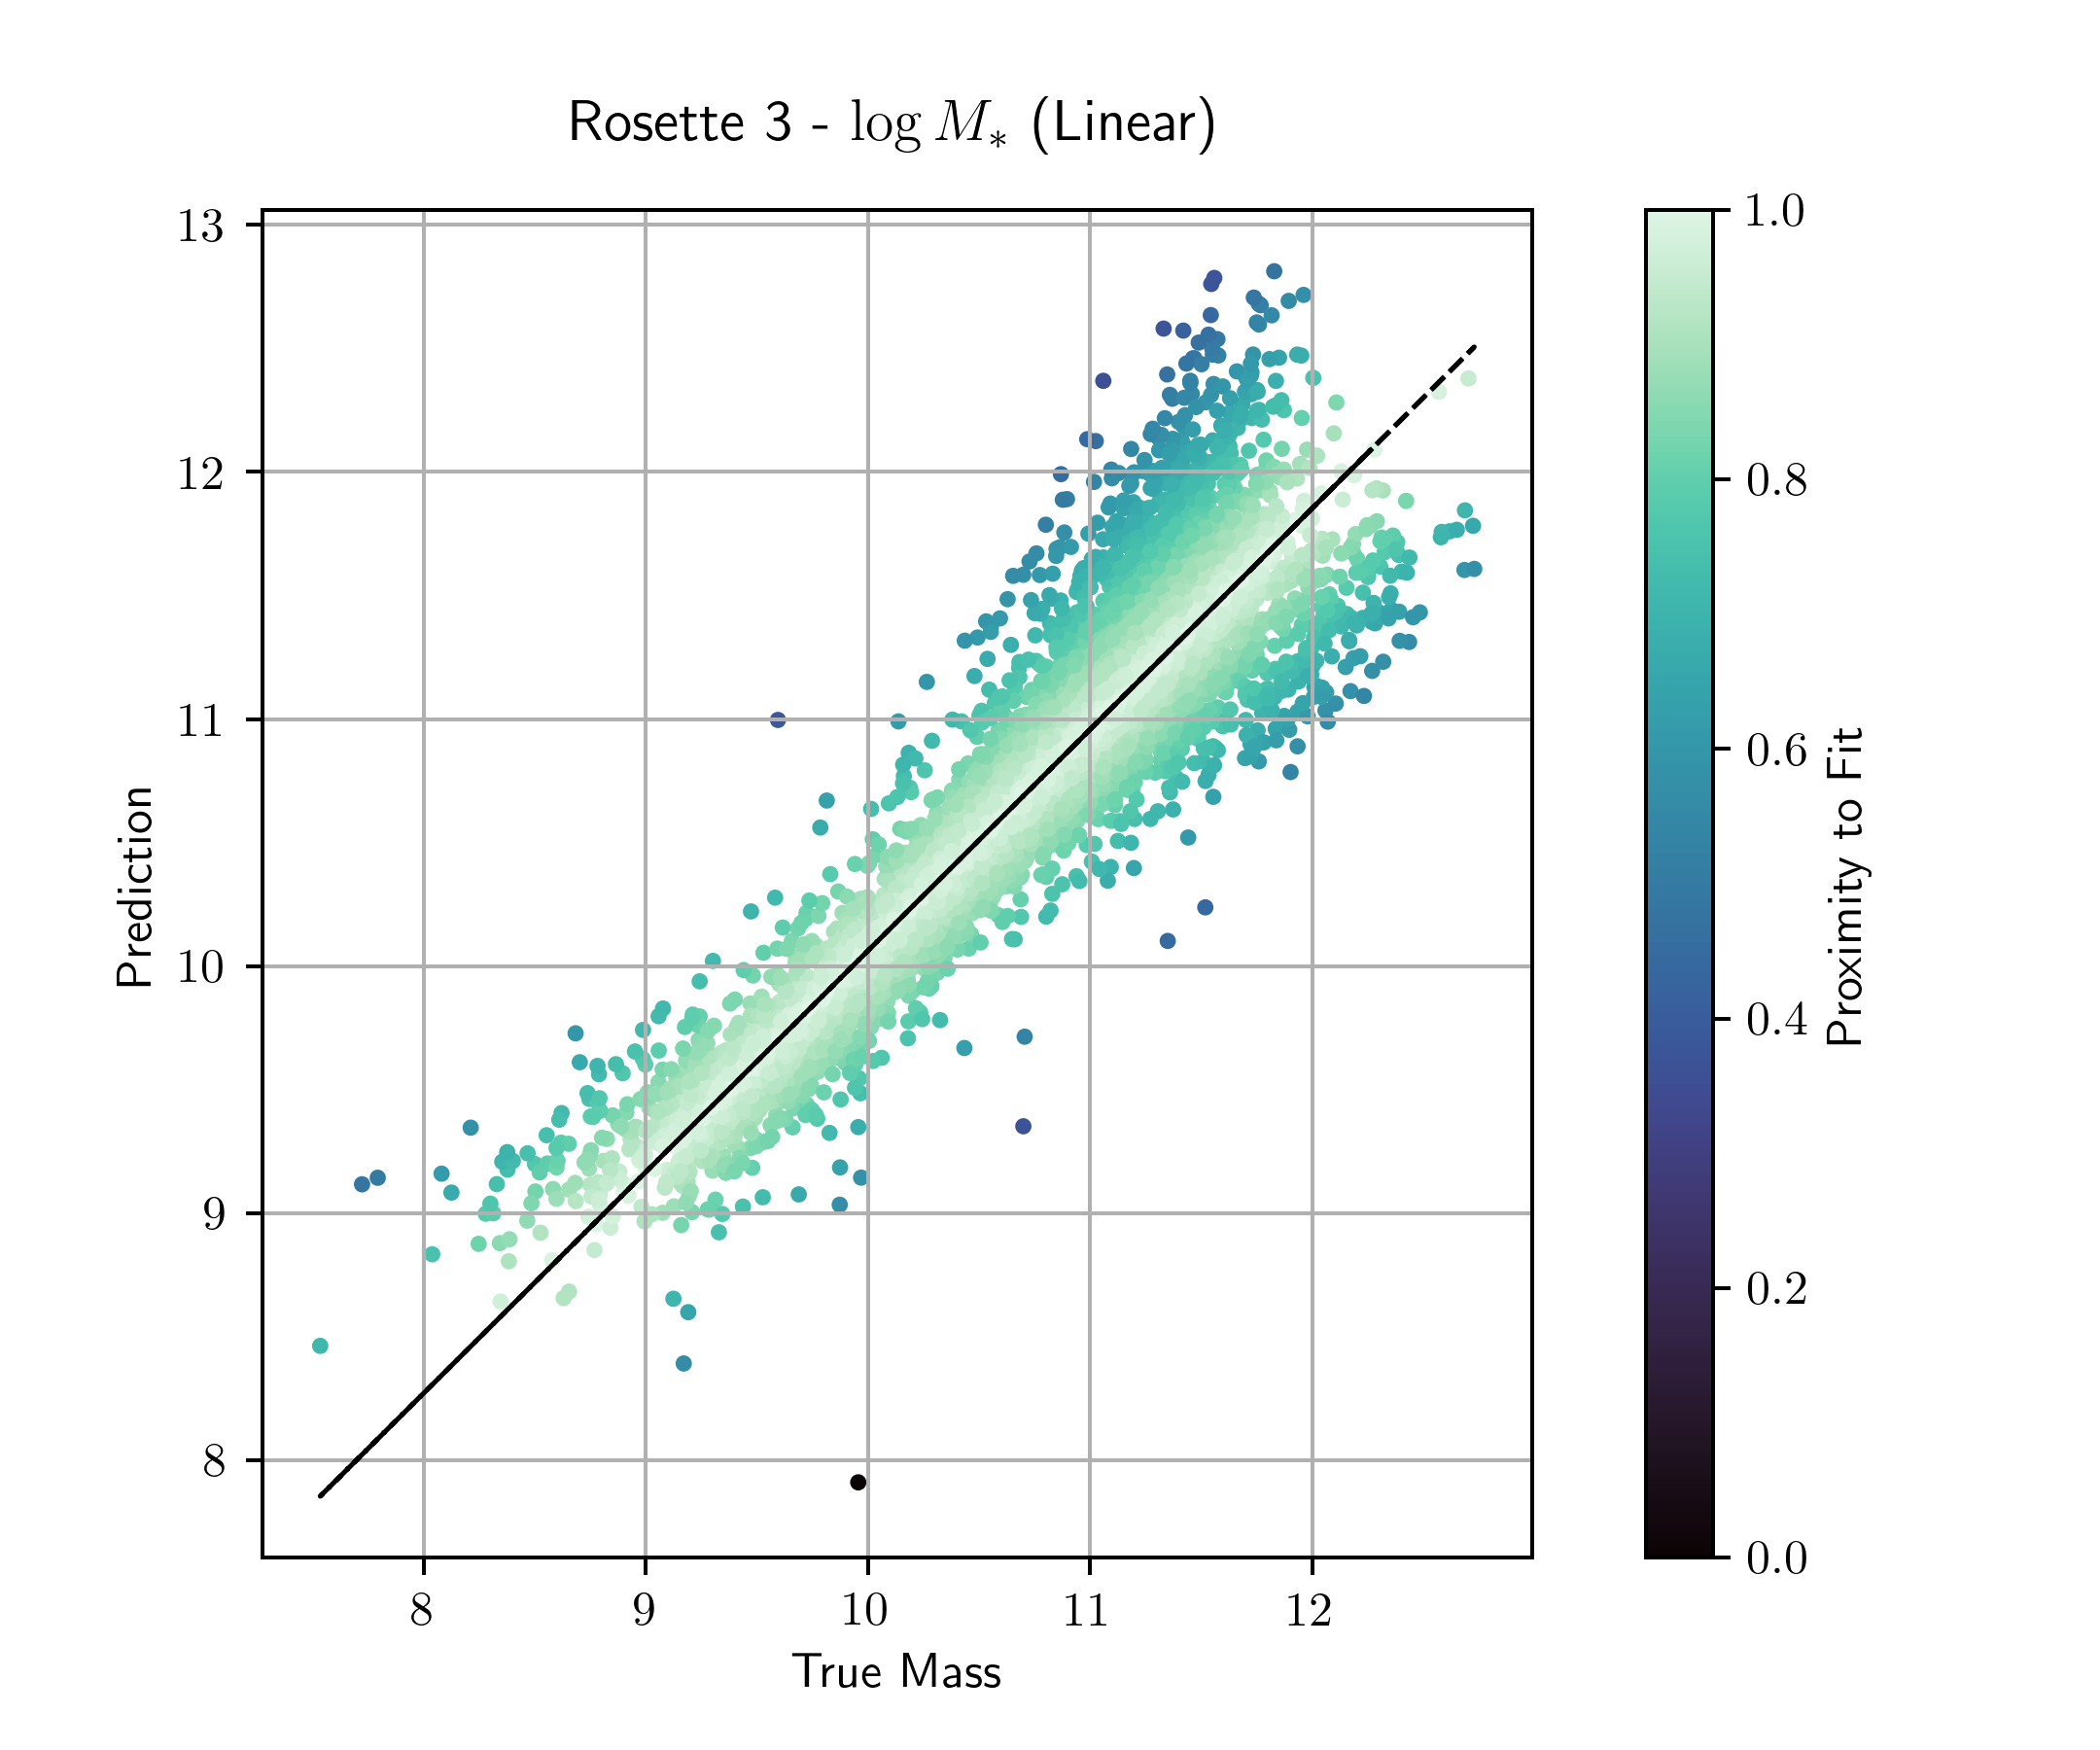 Rosette 3 - log M∗ (Linear)
13
12
11
10
9
8
Prediction
8 9 10 11 12
True Mass
1.0
0.8
0.6
0.4
0.2
0.0
Proximity to Fit